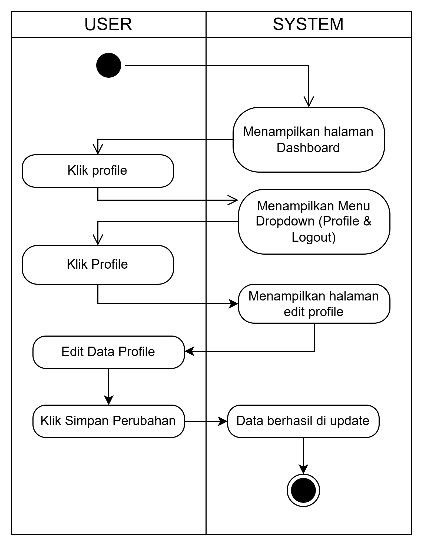 USER
SYSTEM
Menampilkan halaman
Dashboard
Klik profile
Menampilkan Menu
Dropdown (Profile &
Logout)
Klik Profile
Menampilkan halaman
edit profile
Edit Data Profile
Klik Simpan Perubahan
Data berhasil di update